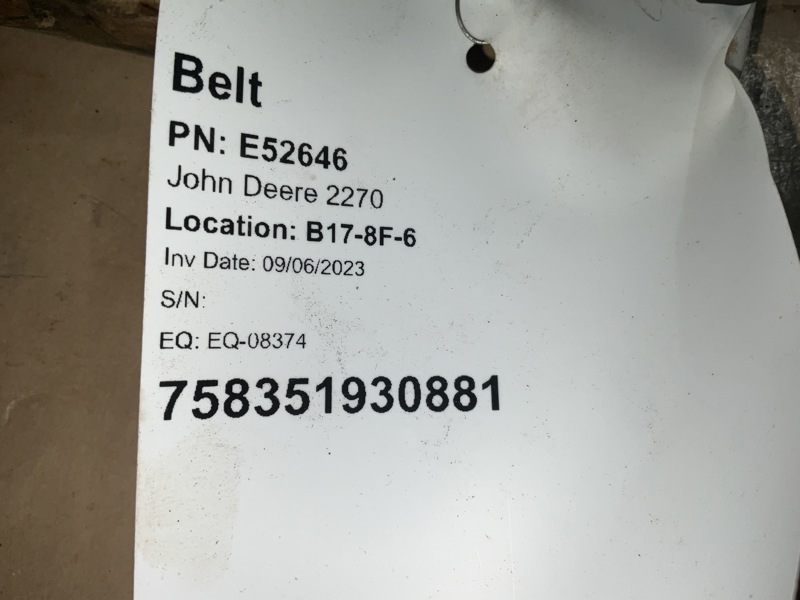 Belt
PN: E52646
John Deere 2270
Location: B17-8F-6
Inv Date: 09/06/2023
S/N:
EQ: EQ-08374
758351930881